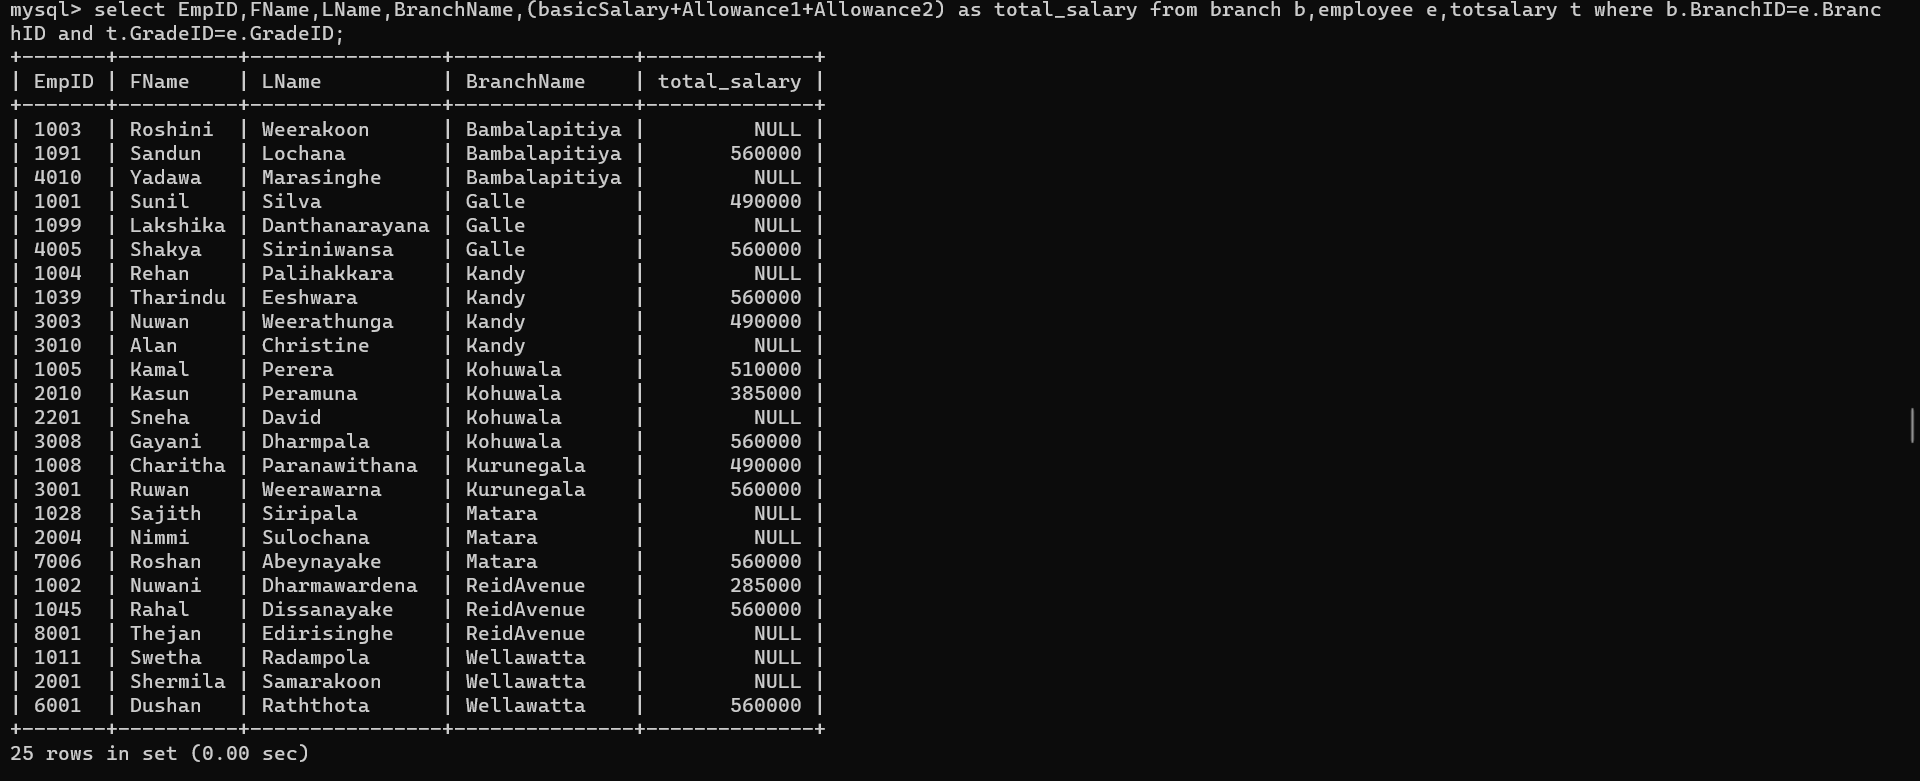 mysql> select EmpID,FName,LName,BranchName,(basicSalary+Allowance1+Allowance2) as total_salary from branch b,employee e,totsalary t where b.BranchID=e.Branc
hID and t.GradeID=e.GradeID;
+-------+----------+----------------+---------------+--------------+
| EmpID | FName    | LName          | BranchName    | total_salary |
+-------+----------+----------------+---------------+--------------+
| 1003  | Roshini  | Weerakoon      | Bambalapitiya |         NULL |
| 1091  | Sandun   | Lochana        | Bambalapitiya |       560000 |
| 4010  | Yadawa   | Marasinghe     | Bambalapitiya |         NULL |
| 1001  | Sunil    | Silva          | Galle         |       490000 |
| 1099  | Lakshika | Danthanarayana | Galle         |         NULL |
| 4005  | Shakya   | Siriniwansa    | Galle         |       560000 |
| 1004  | Rehan    | Palihakkara    | Kandy         |         NULL |
| 1039  | Tharindu | Eeshwara       | Kandy         |       560000 |
| 3003  | Nuwan    | Weerathunga    | Kandy         |       490000 |
| 3010  | Alan     | Christine      | Kandy         |         NULL |
| 1005  | Kamal    | Perera         | Kohuwala      |       510000 |
| 2010  | Kasun    | Peramuna       | Kohuwala      |       385000 |
| 2201  | Sneha    | David          | Kohuwala      |         NULL |
| 3008  | Gayani   | Dharmpala      | Kohuwala      |       560000 |
| 1008  | Charitha | Paranawithana  | Kurunegala    |       490000 |
| 3001  | Ruwan    | Weerawarna     | Kurunegala    |       560000 |
| 1028  | Sajith   | Siripala       | Matara        |         NULL |
| 2004  | Nimmi    | Sulochana      | Matara        |         NULL |
| 7006  | Roshan   | Abeynayake     | Matara        |       560000 |
| 1002  | Nuwani   | Dharmawardena  | ReidAvenue    |       285000 |
| 1045  | Rahal    | Dissanayake    | ReidAvenue    |       560000 |
| 8001  | Thejan   | Edirisinghe    | ReidAvenue    |         NULL |
| 1011  | Swetha   | Radampola      | Wellawatta    |         NULL |
| 2001  | Shermila | Samarakoon     | Wellawatta    |         NULL |
| 6001  | Dushan   | Raththota      | Wellawatta    |       560000 |
+-------+----------+----------------+---------------+--------------+
25 rows in set (0.00 sec)